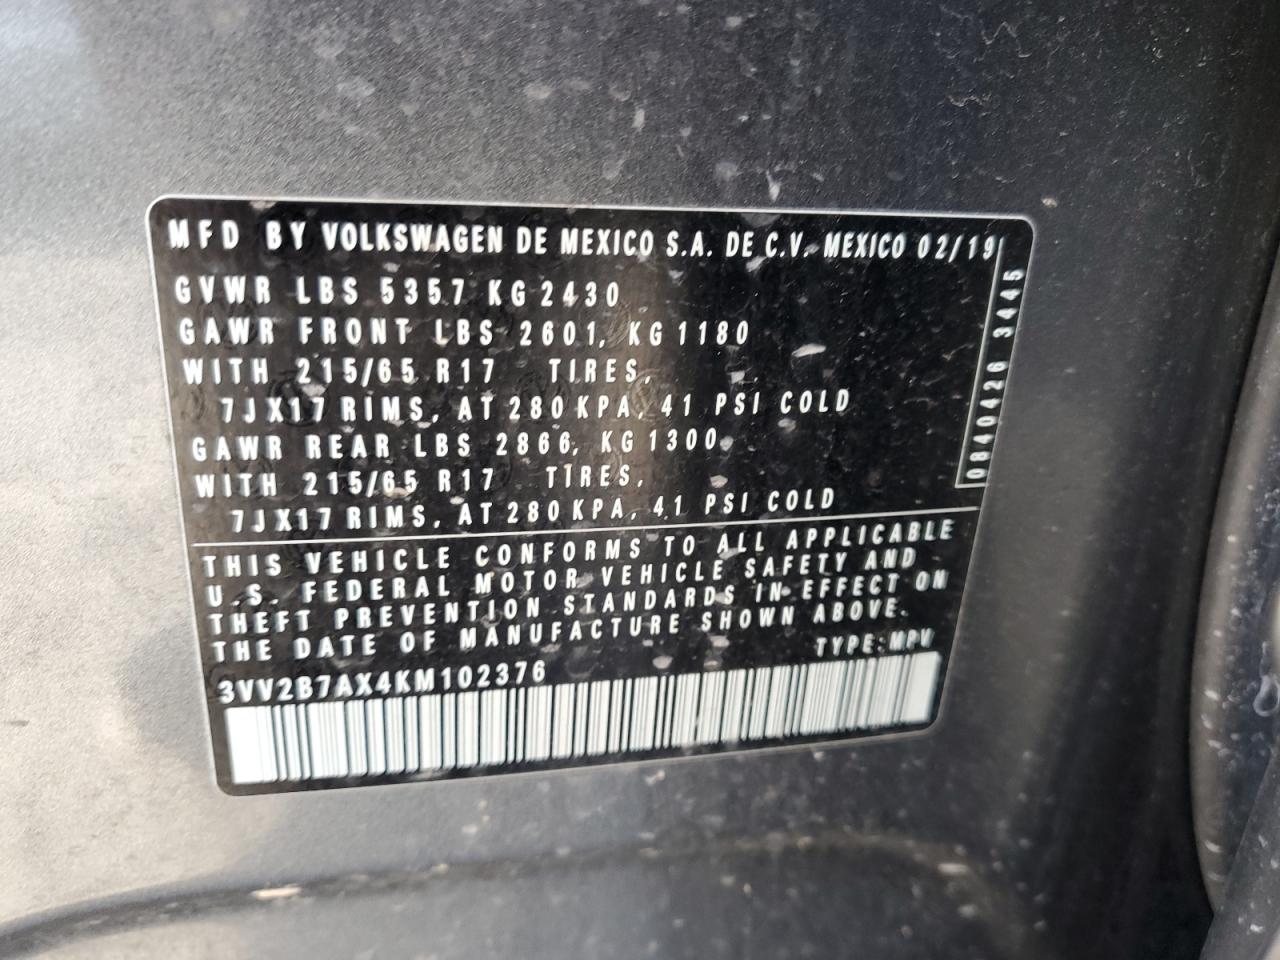 MFD BY VOLKSWAGEN DE MEXICO S.A. DE C.V. MEXICO 02/19
GVWR LBS 5357 KG 2430
GAWR FRONT LBS 2601, KG 1180
WITH 215/65 R17 TIRES,
7JX17 RIMS, AT 280 KPA, 41 PSI COLD
GAWR REAR LBS 2866, KG 1300
WITH 215/65 R17 TIRES,
7JX17 RIMS, AT 280 KPA, 41 PSI COLD
0840426 3445
THIS VEHICLE CONFORMS TO ALL APPLICABLE
U.S. FEDERAL MOTOR VEHICLE SAFETY AND
THEFT PREVENTION STANDARDS IN EFFECT ON
THE DATE OF MANUFACTURE SHOWN ABOVE.
TYPE: MPV
3VV2B7AX4KM102376